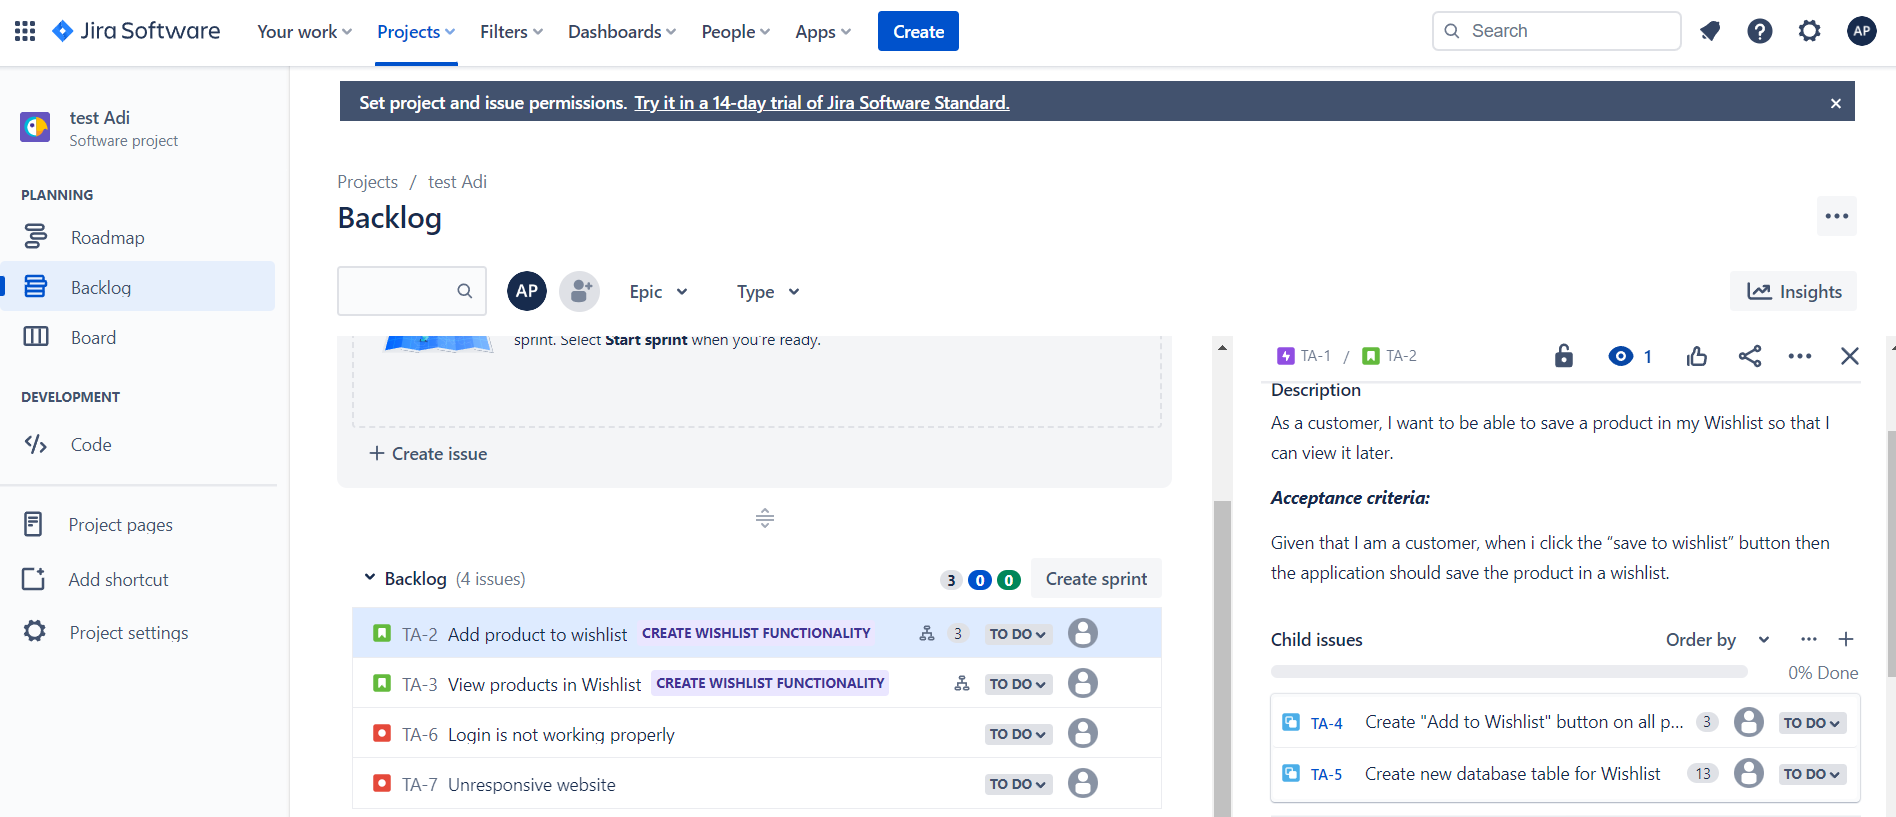 Jira Software Your work Projects Filters Dashboards People Apps Create Search AP
Set project and issue permissions. Try it in a 14-day trial of Jira Software Standard.
test Adi
Software project
PLANNING
Roadmap
Backlog
Board
DEVELOPMENT
Code
Project pages
Add shortcut
Project settings
Projects / test Adi
Backlog
AP Epic Type Insights
sprint. Select Start sprint when you're ready.
+ Create issue
Backlog (4 issues) 3 0 0 Create sprint
TA-2 Add product to wishlist CREATE WISHLIST FUNCTIONALITY 3 TO DO
TA-3 View products in Wishlist CREATE WISHLIST FUNCTIONALITY TO DO
TA-6 Login is not working properly TO DO
TA-7 Unresponsive website TO DO
TA-1 / TA-2 1
Description
As a customer, I want to be able to save a product in my Wishlist so that I
can view it later.
Acceptance criteria:
Given that I am a customer, when i click the “save to wishlist” button then
the application should save the product in a wishlist.
Child issues Order by
0% Done
TA-4 Create "Add to Wishlist" button on all p... 3 TO DO
TA-5 Create new database table for Wishlist 13 TO DO